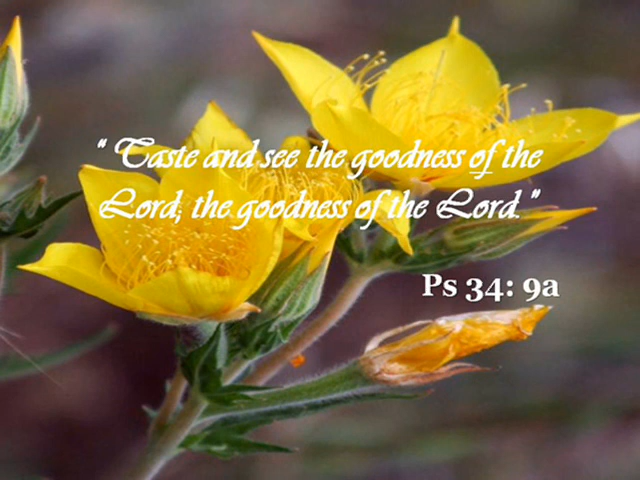 “ Taste and see the goodness of the
Lord; the goodness of the Lord.”
Ps 34: 9a